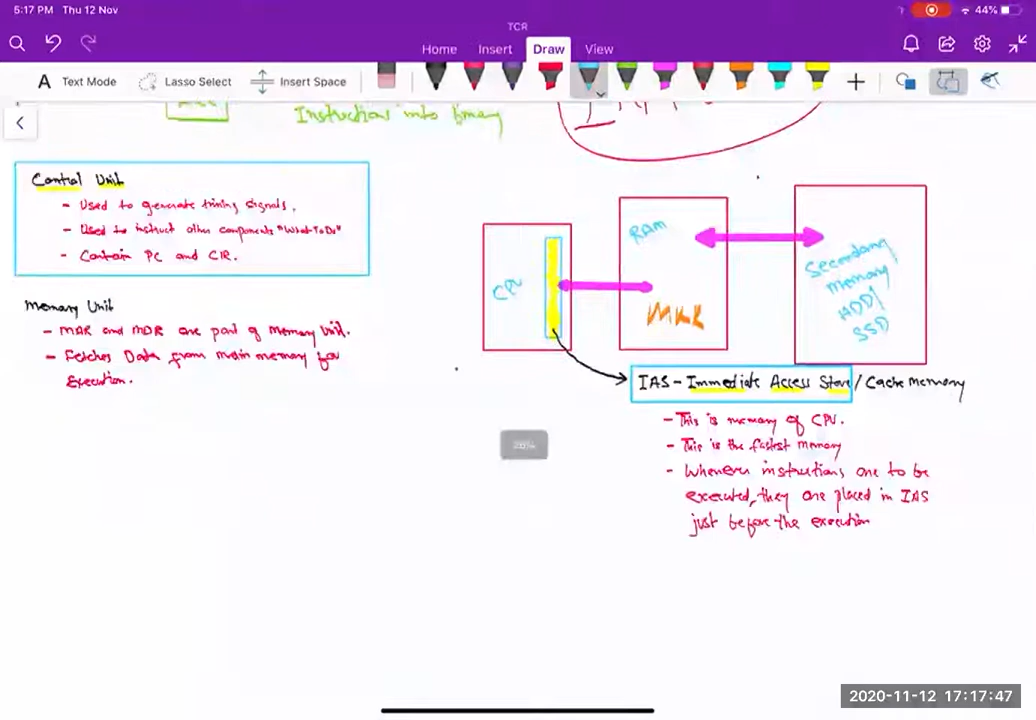 5:17 PM Thu 12 Nov
44%
TCR
Home Insert Draw View
A Text Mode Lasso Select Insert Space
Instructions into binary
Control Unit
- Used to generate timing signals.
- Used to instruct other components "What-To-Do"
- Contain PC and CIR.
Memory Unit
- MAR and MDR are part of Memory Unit.
- Fetches Data from main memory for
Execution.
CPU
RAM
Secondary
memory
HDD/
SSD
IAS - Immediate Access Store / Cache Memory
- This is memory of CPU.
- This is the fastest memory
- Whenever instructions are to be
executed, they are placed in IAS
just before the execution
2020-11-12 17:17:47